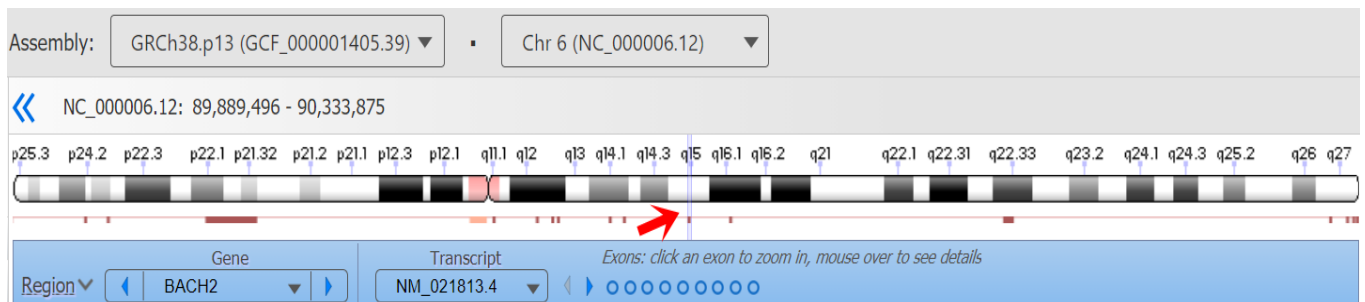 Assembly: GRCh38.p13 (GCF_000001405.39) Chr 6 (NC_000006.12)
NC_000006.12: 89,889,496 - 90,333,875
p25.3 p24.2 p22.3 p22.1 p21.32 p21.2 p21.1 p12.3 p12.1 q11.1 q12 q13 q14.1 q14.3 q15 q16.1 q16.2 q21 q22.1 q22.31 q22.33 q23.2 q24.1 q24.3 q25.2 q26 q27
Gene Transcript Exons: click an exon to zoom in, mouse over to see details
Region BACH2 NM_021813.4